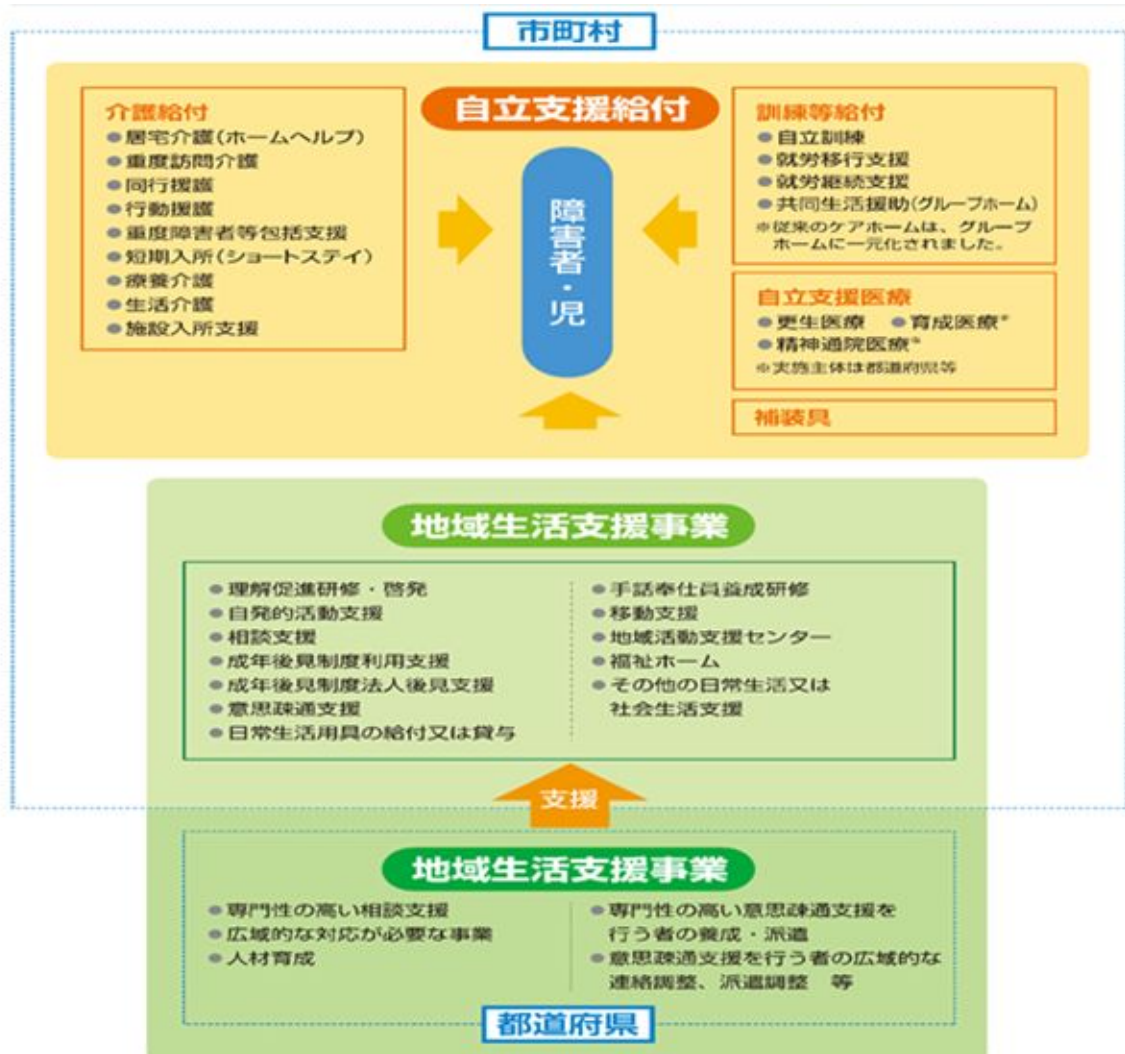 市町村
自立支援給付
介護給付
●居宅介護(ホームヘルプ)
●重度訪問介護
●同行援護
●行動援護
●重度障害者等包括支援
●短期入所(ショートステイ)
●療養介護
●生活介護
●施設入所支援
障害者・児
訓練等給付
●自立訓練
●就労移行支援
●就労継続支援
●共同生活援助(グループホーム)
※従来のケアホームは、グループ
ホームに一元化されました。
自立支援医療
●更生医療 ●育成医療※
●精神通院医療※
※実施主体は都道府県等
補装具
地域生活支援事業
●理解促進研修・啓発
●自発的活動支援
●相談支援
●成年後見制度利用支援
●成年後見制度法人後見支援
●意思疎通支援
●日常生活用具の給付又は貸与
●手話奉仕員養成研修
●移動支援
●地域活動支援センター
●福祉ホーム
●その他の日常生活又は
社会生活支援
支援
地域生活支援事業
●専門性の高い相談支援
●広域的な対応が必要な事業
●人材育成
●専門性の高い意思疎通支援を
行う者の養成・派遣
●意思疎通支援を行う者の広域的な
連絡調整、派遣調整 等
都道府県